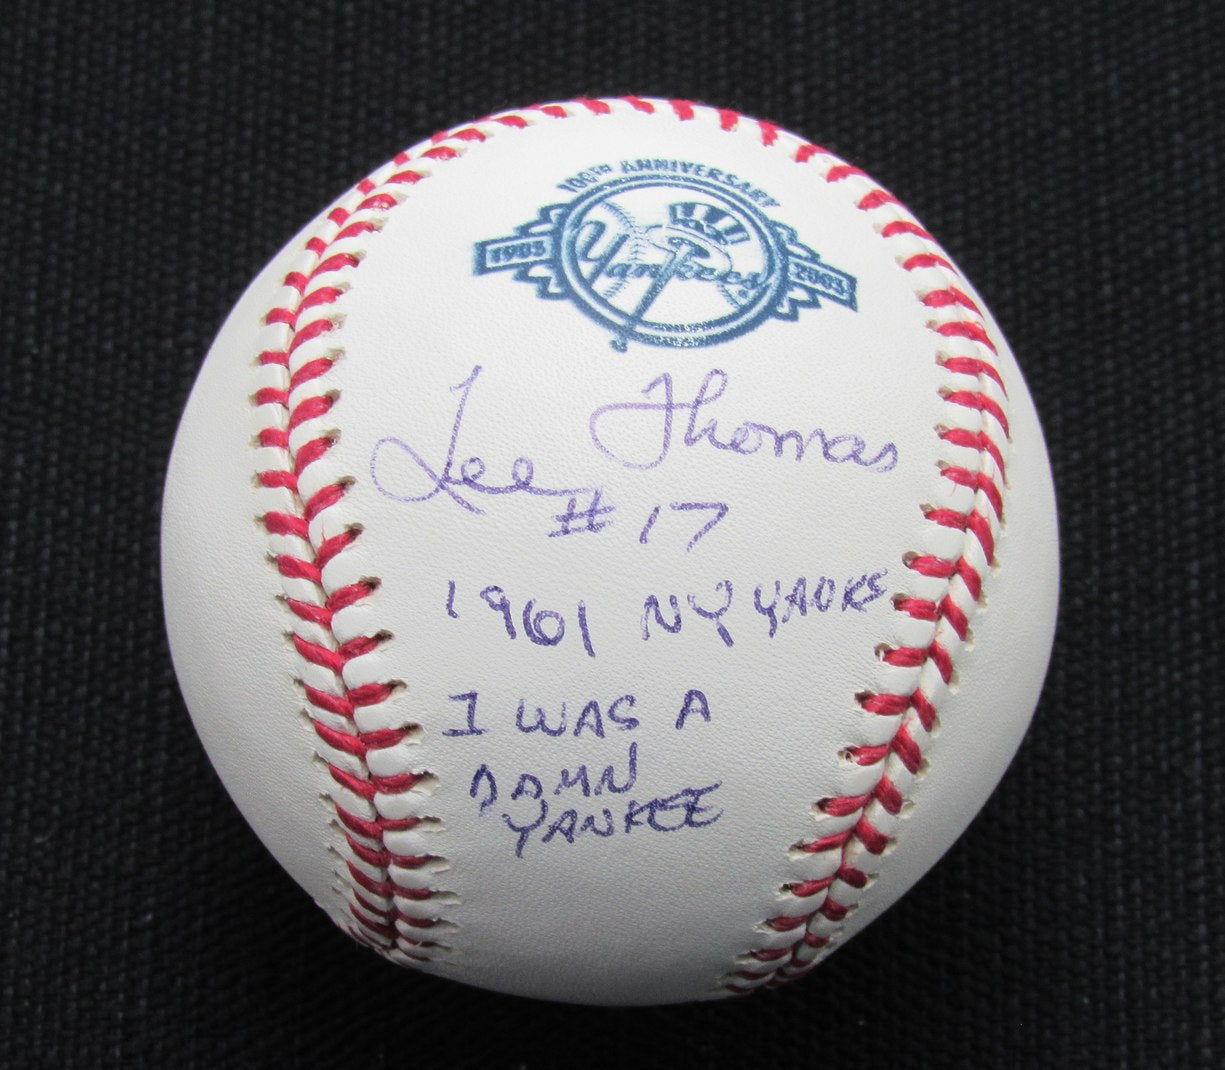 100TH ANNIVERSARY
1903 Yankees 2003
Lee Thomas
# 17
1961 NY YANKS
I WAS A
DAMN
YANKEE